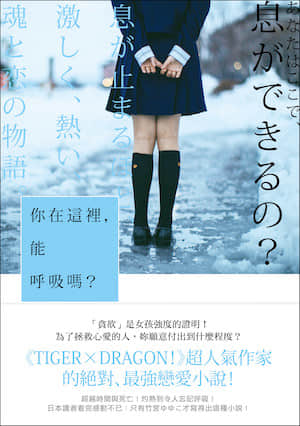 あなたはここで、
息ができるの？
息が止まる
激しく、熱い、
魂と恋の物語
你在這裡，
能
呼吸嗎？
「貪欲」是女孩強度的證明！
為了拯救心愛的人，妳願意付出到什麼程度？
《TIGER×DRAGON！》超人氣作家
的絕對、最強戀愛小說！
超越時間與死亡！灼熱到令人忘記呼吸！
日本讀者看完感動不已：只有竹宮ゆゆこ才寫得出這種小說！